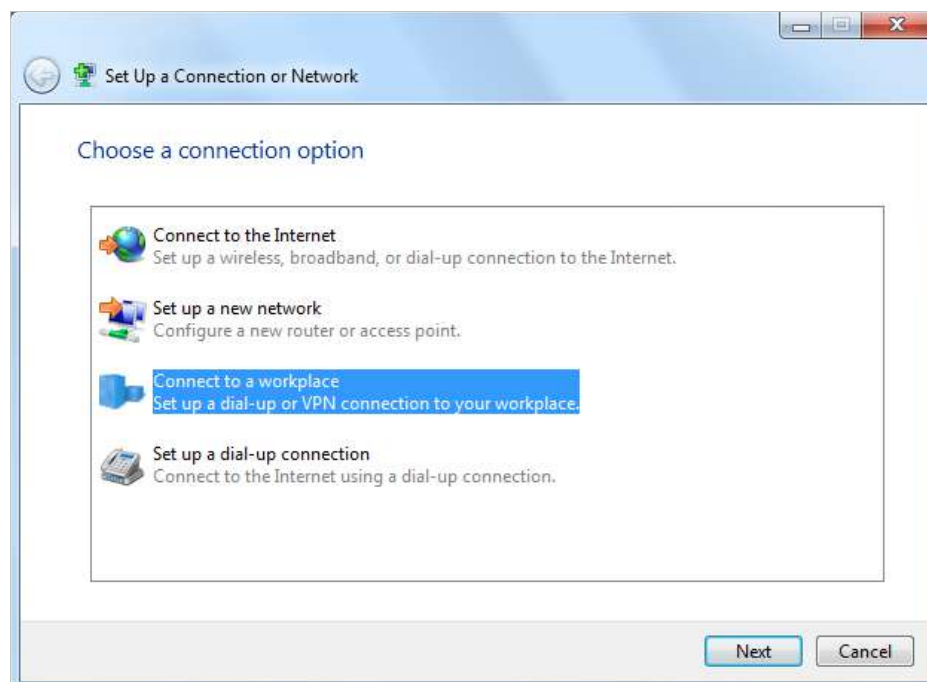 Set Up a Connection or Network
Choose a connection option
Connect to the Internet
Set up a wireless, broadband, or dial-up connection to the Internet.
Set up a new network
Configure a new router or access point.
Connect to a workplace
Set up a dial-up or VPN connection to your workplace.
Set up a dial-up connection
Connect to the Internet using a dial-up connection.
Next Cancel